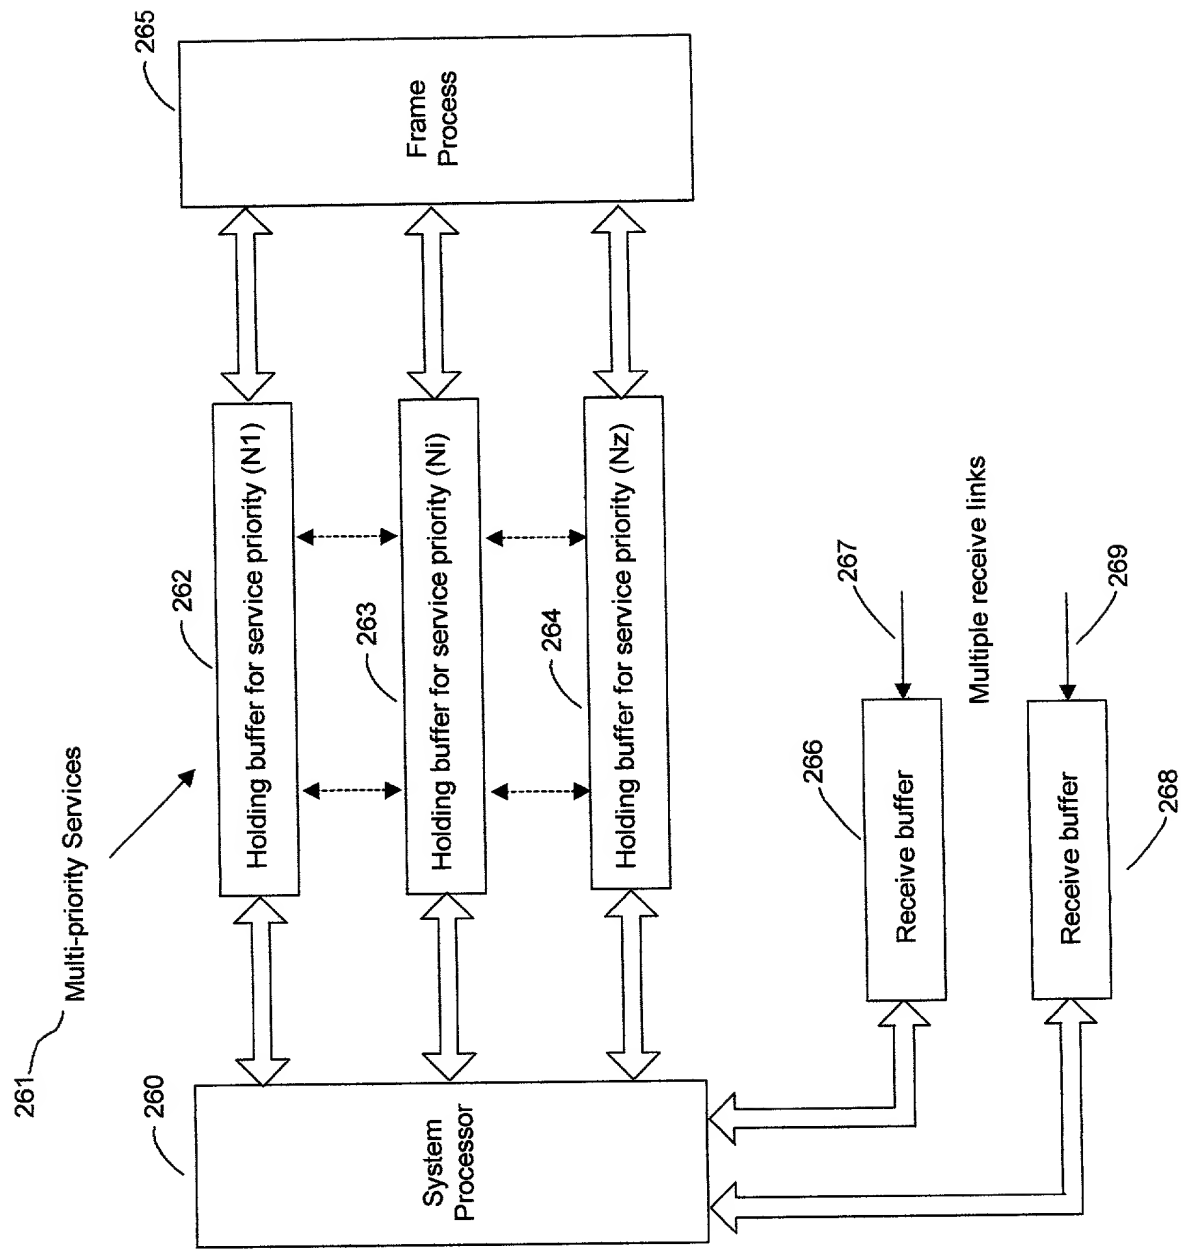 261
Multi-priority Services
260
System
Processor
262
Holding buffer for service priority (N1)
263
Holding buffer for service priority (Ni)
264
Holding buffer for service priority (Nz)
265
Frame
Process
266
Receive buffer
267
Multiple receive links
268
Receive buffer
269